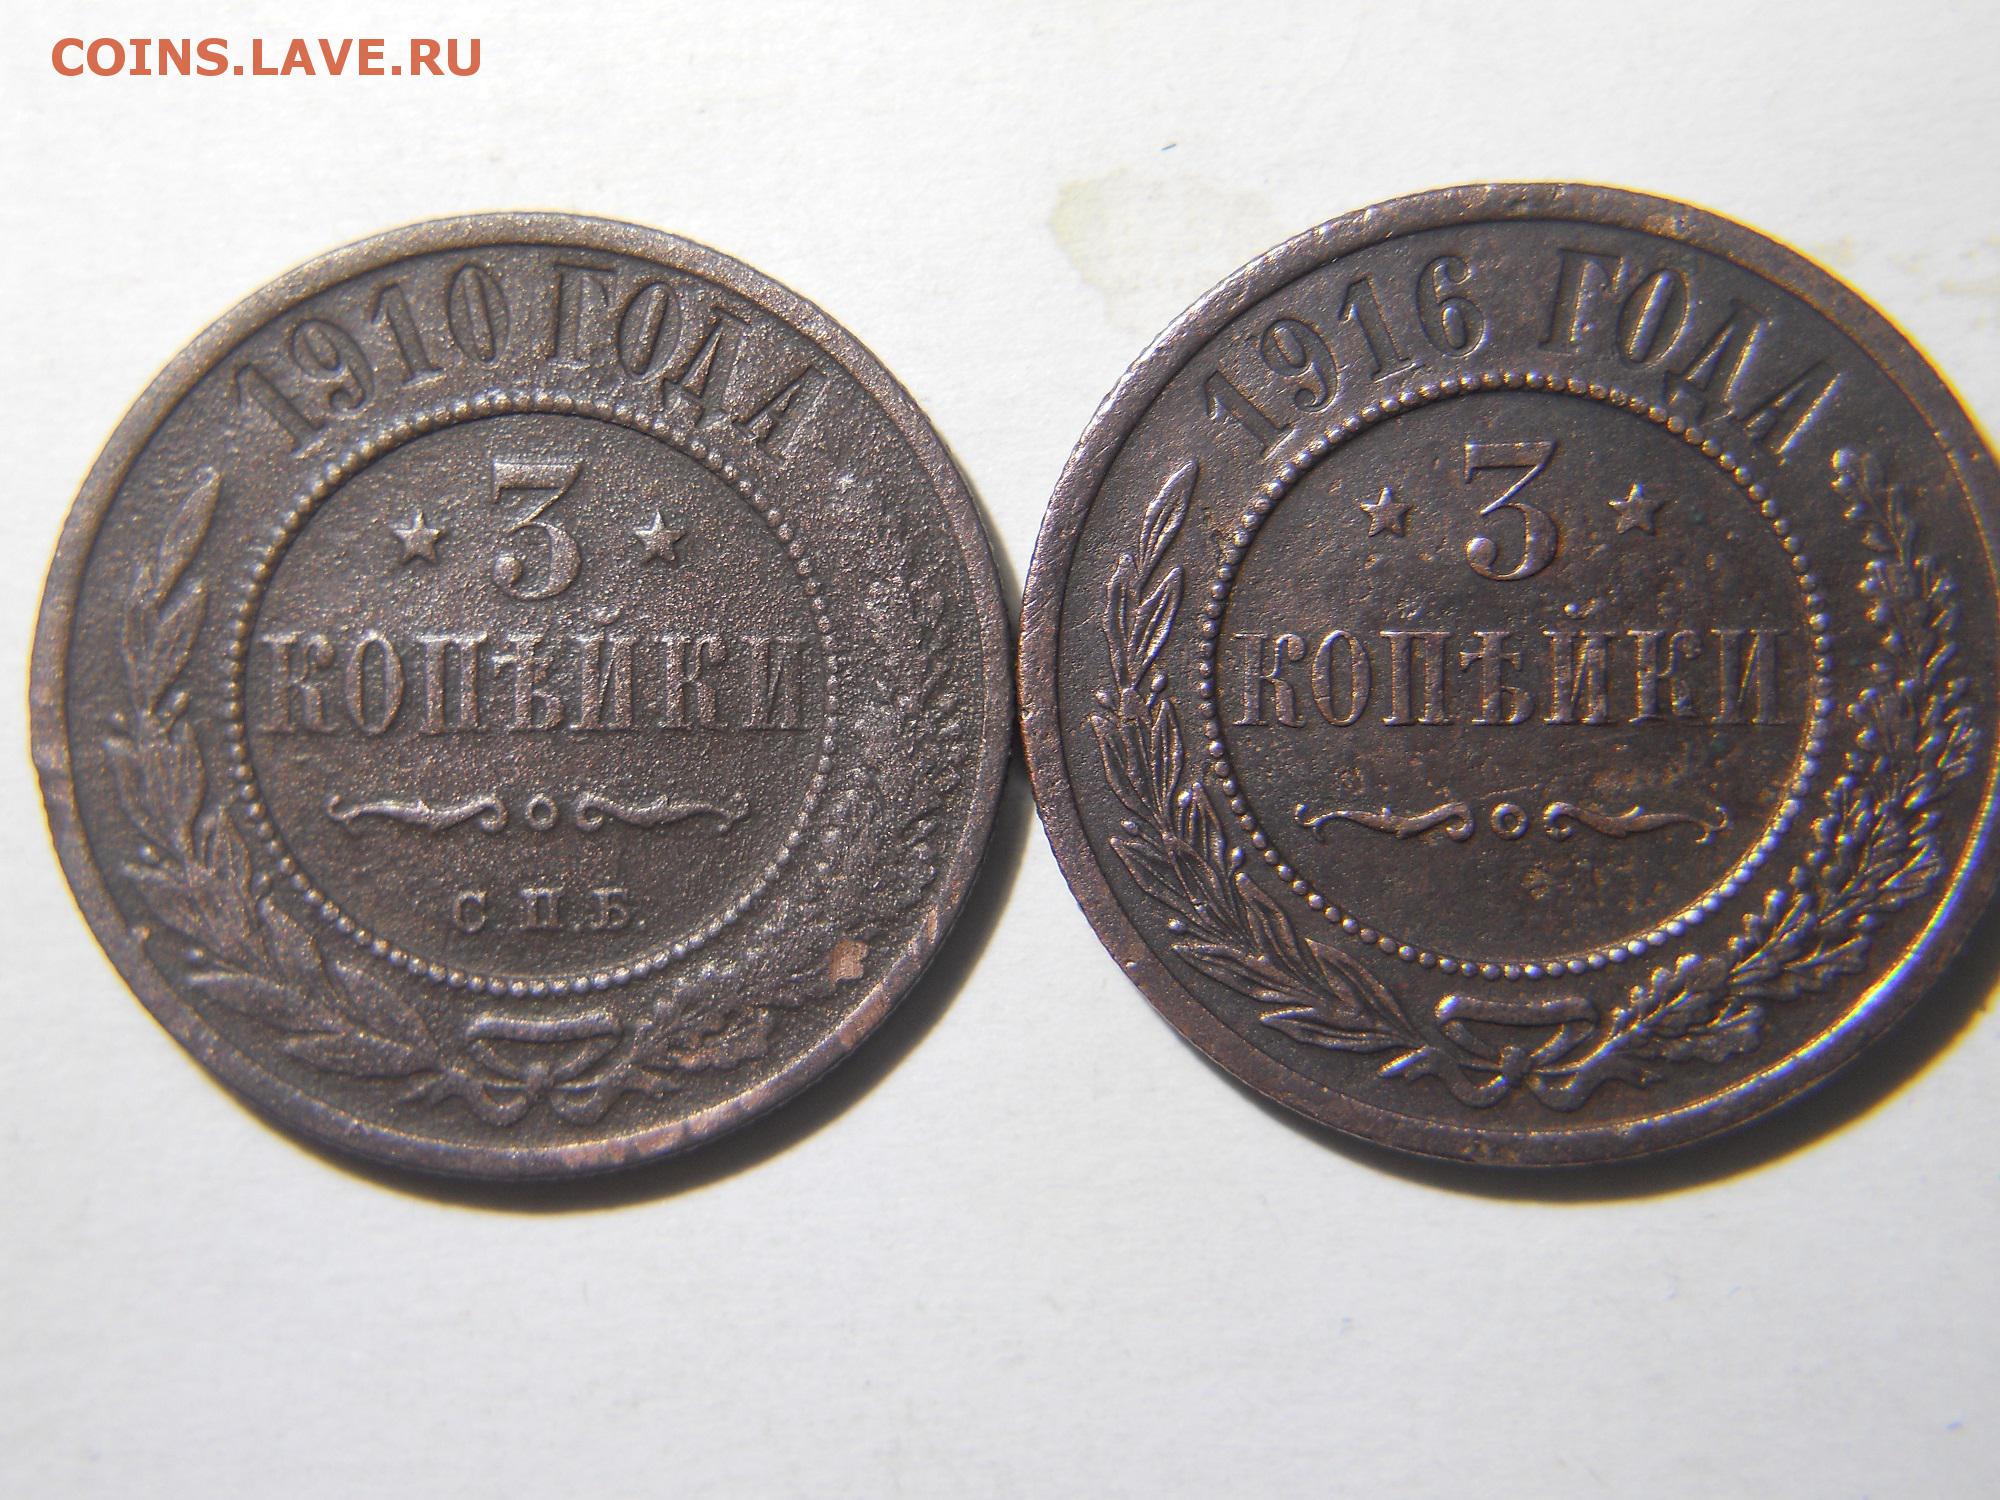 COINS.LAVE.RU
1910 ГОДА
3
КОПѢЙКИ
С.П.Б.
1916 ГОДА
3
КОПѢЙКИ